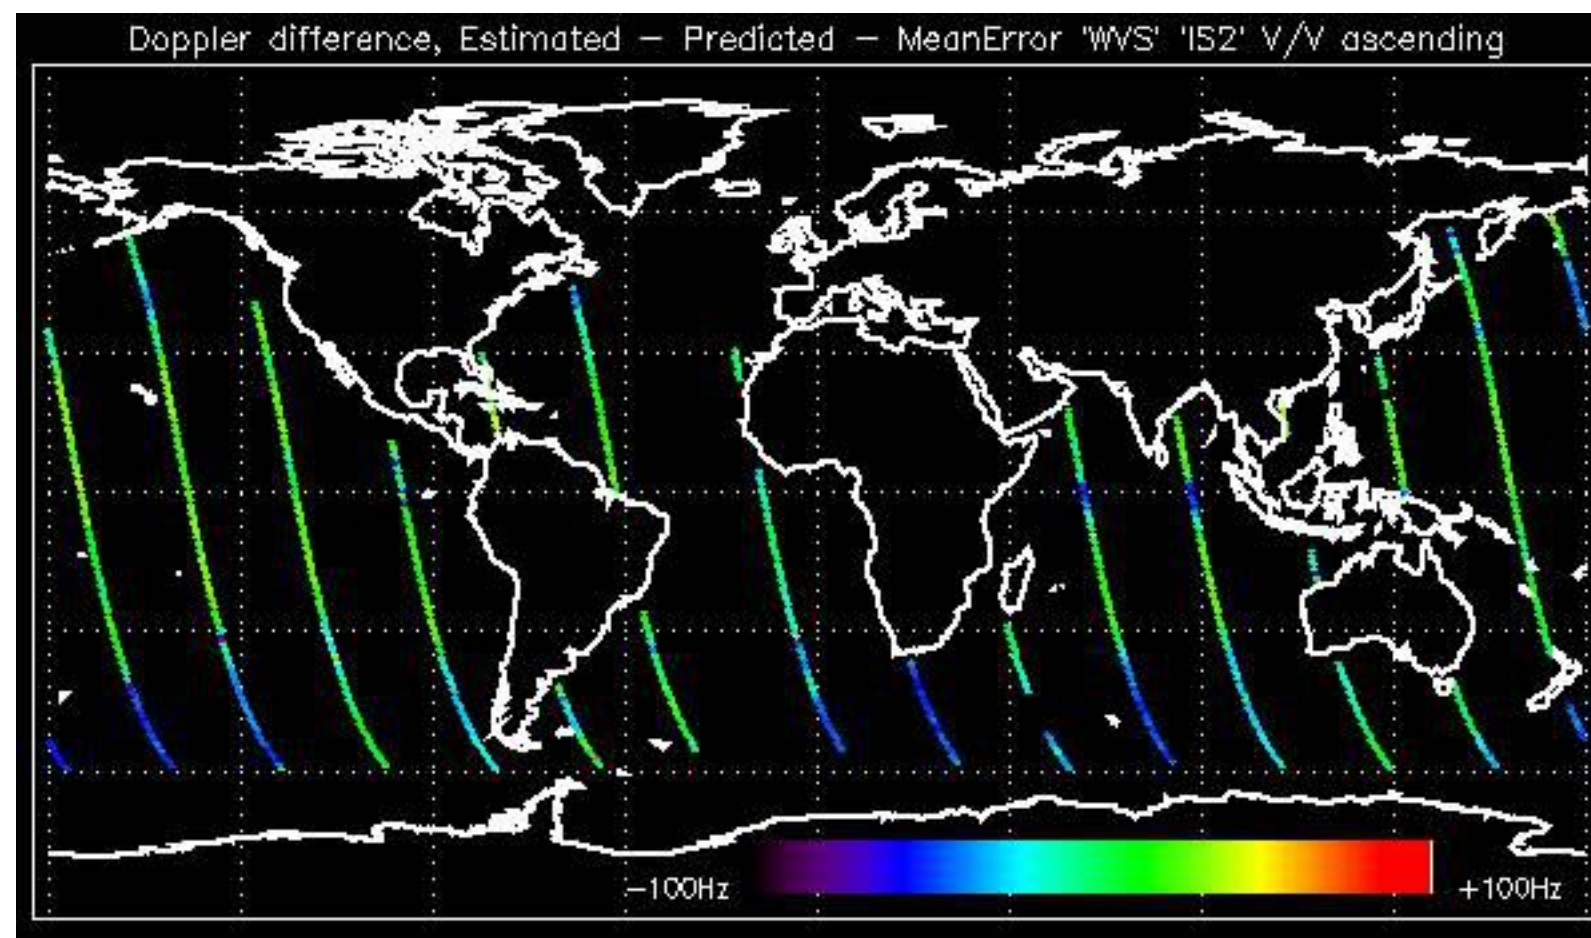 Doppler difference, Estimated – Predicted – MeanError 'WVS' 'IS2' V/V ascending
−100Hz
+100Hz